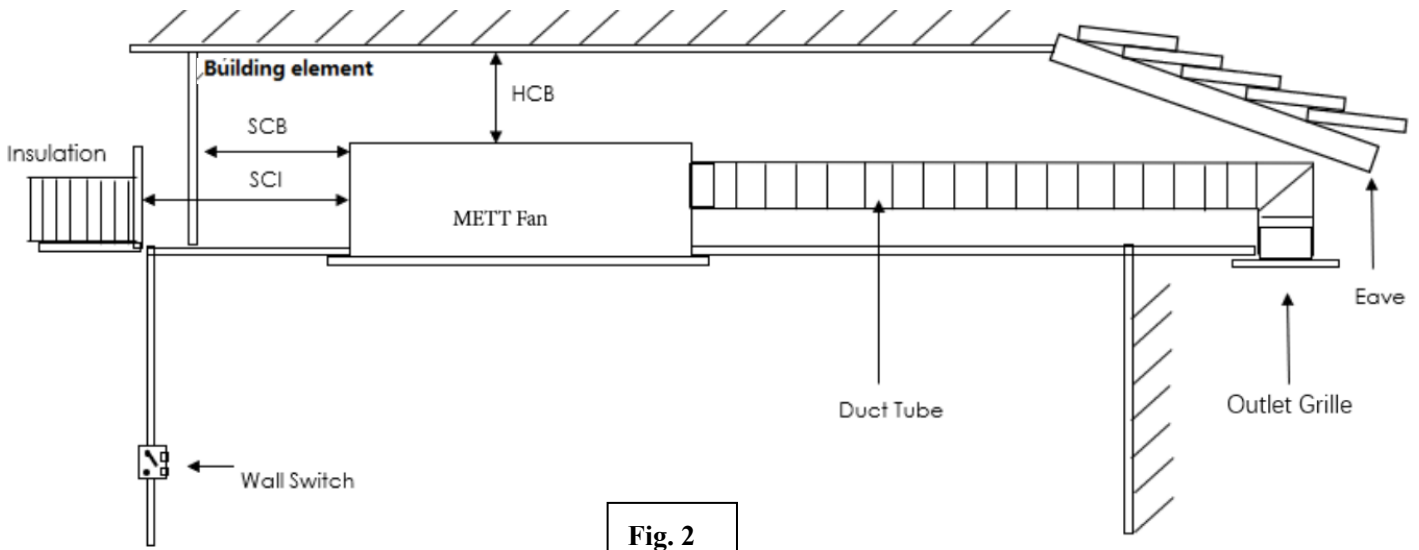 Building element
HCB
SCB
Insulation
SCI
METT Fan
Eave
Duct Tube
Outlet Grille
Wall Switch
Fig. 2